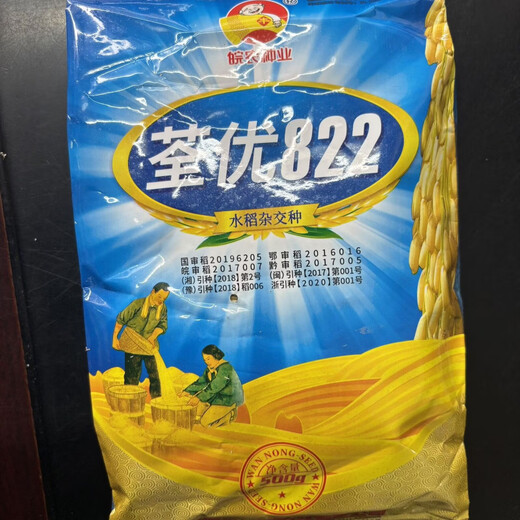 皖农种业
荃优822
水稻杂交种
国审稻20196205 鄂审稻2016016
皖审稻2017007 黔审稻2017005
(湘)引种【2018】第2号 (闽)引种【2017】第001号
(豫)引种【2018】稻006 浙引种【2020】第001号
WAN NONG-SEED
净含量
500g
WAN NONG-SEED